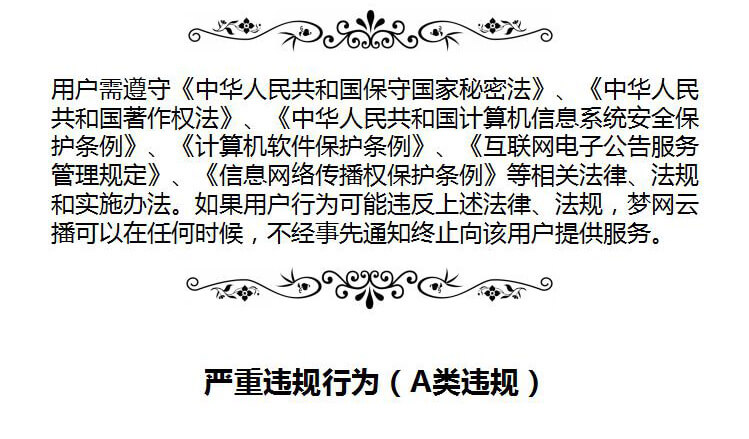 用户需遵守《中华人民共和国保守国家秘密法》、《中华人民
共和国著作权法》、《中华人民共和国计算机信息系统安全保
护条例》、《计算机软件保护条例》、《互联网电子公告服务
管理规定》、《信息网络传播权保护条例》等相关法律、法规
和实施办法。如果用户行为可能违反上述法律、法规，梦网云
播可以在任何时候，不经事先通知终止向该用户提供服务。
严重违规行为（A类违规）